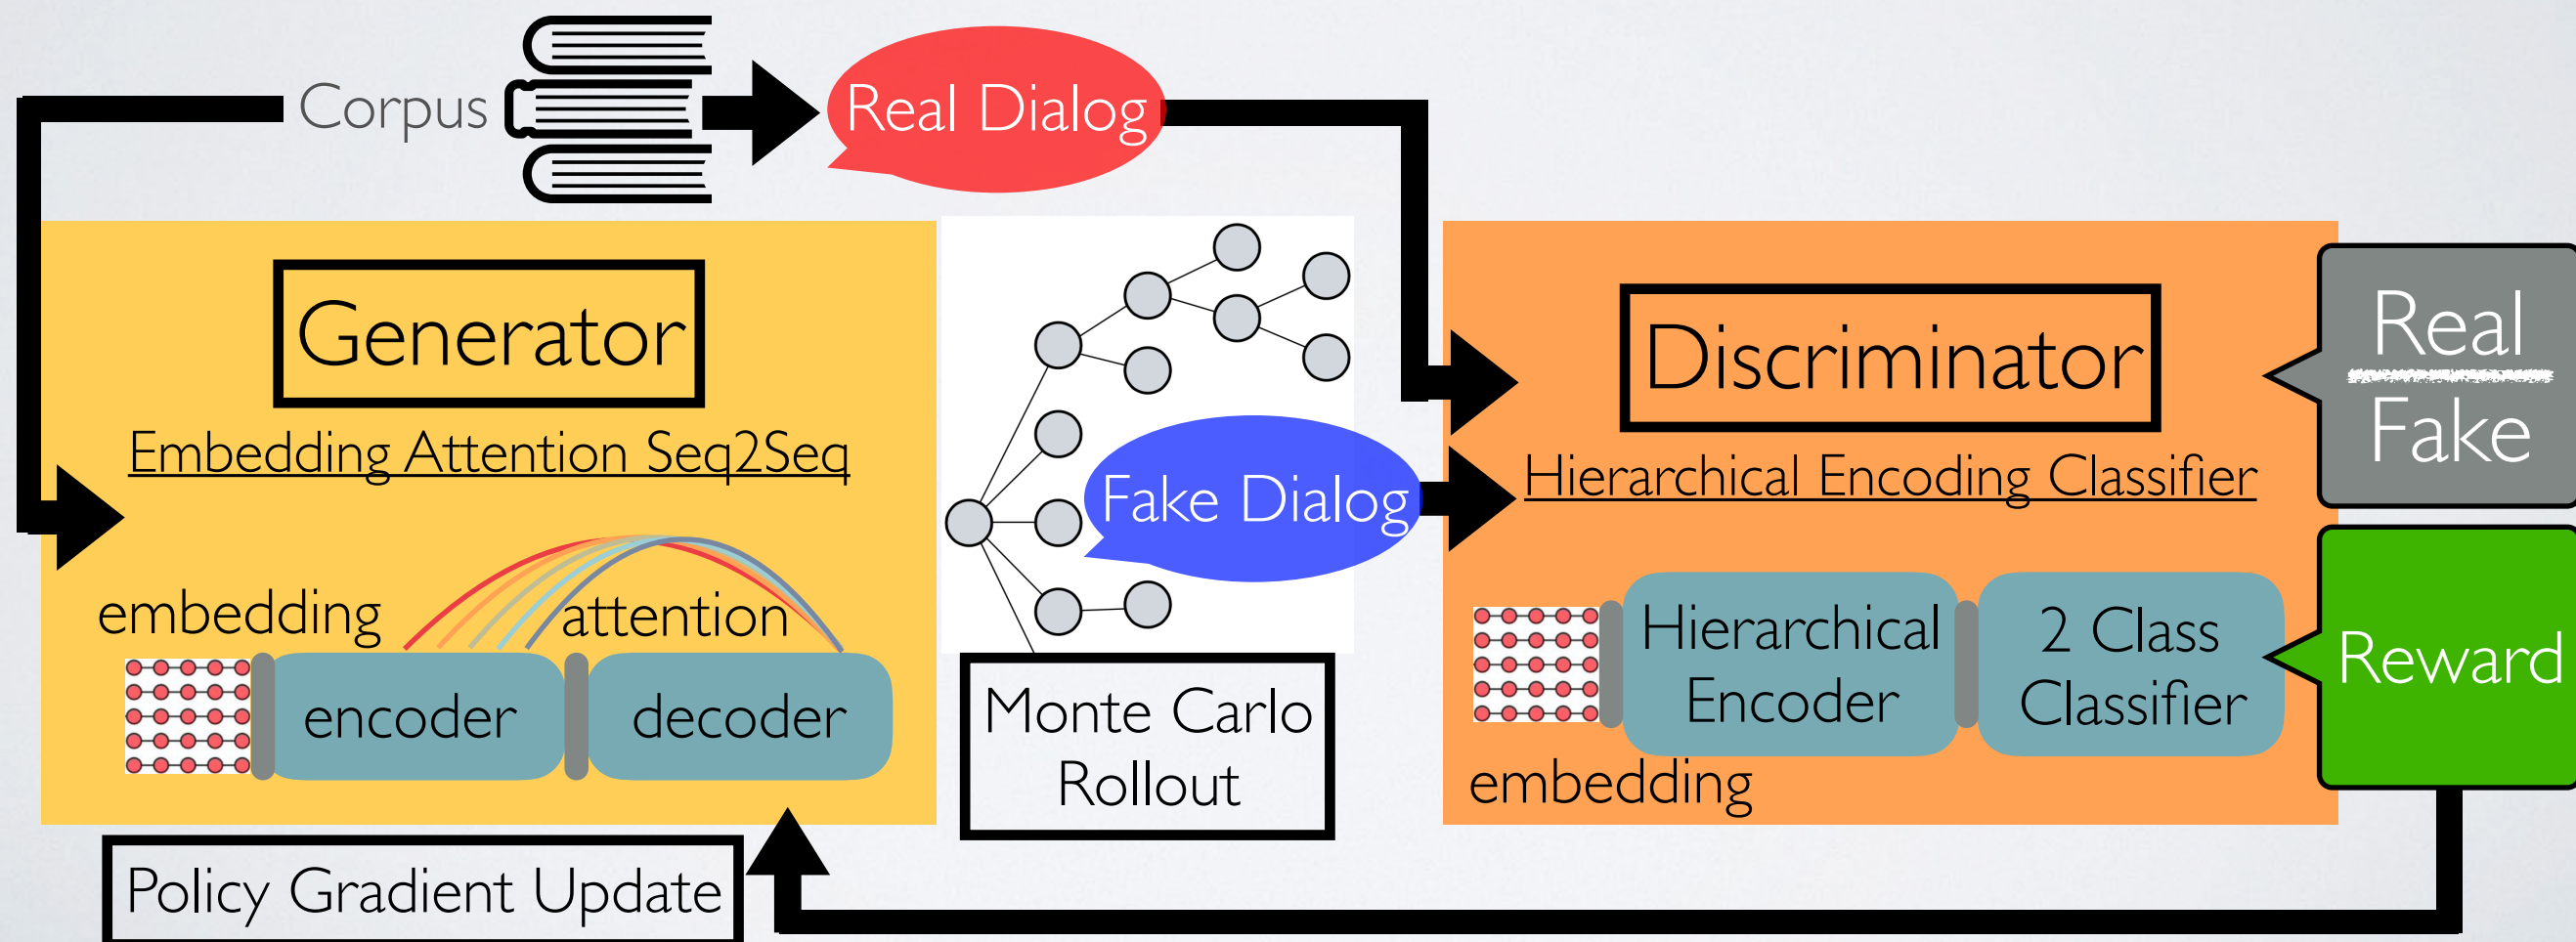 Corpus
Real Dialog
Generator
Embedding Attention Seq2Seq
embedding
attention
encoder
decoder
Policy Gradient Update
Fake Dialog
Monte Carlo
Rollout
Discriminator
Hierarchical Encoding Classifier
Hierarchical
Encoder
2 Class
Classifier
embedding
Real
Fake
Reward